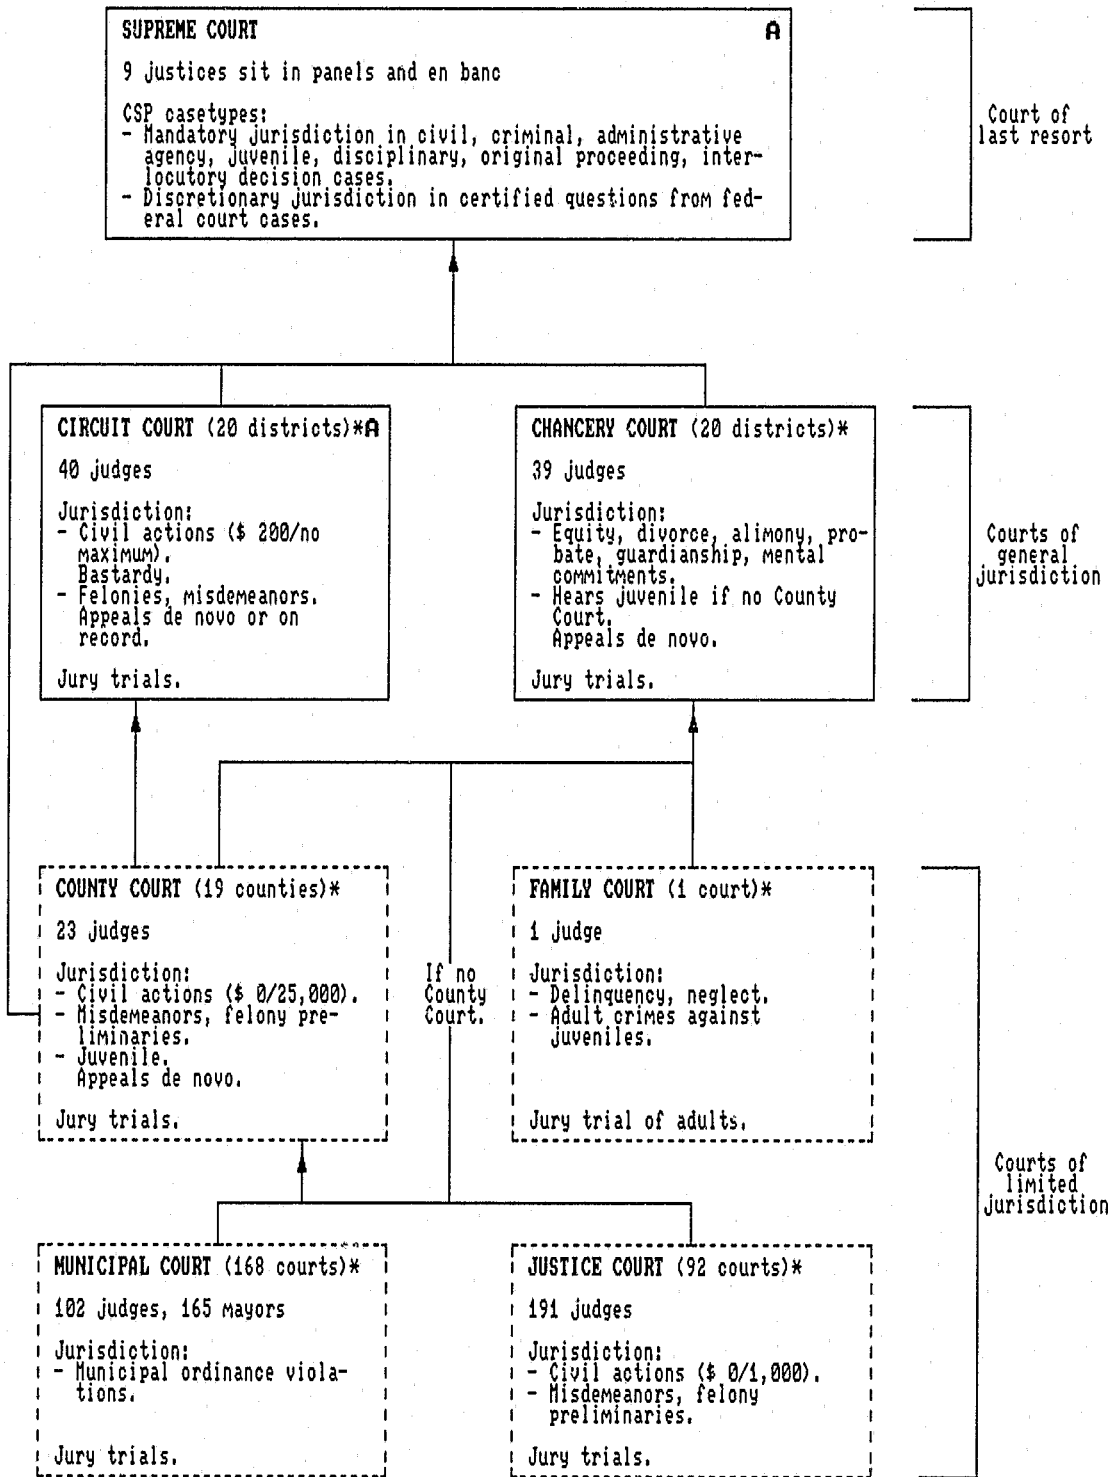 SUPREME COURT A
9 justices sit in panels and en banc
CSP casetypes:
- Mandatory jurisdiction in civil, criminal, administrative
agency, juvenile, disciplinary, original proceeding, inter-
locutory decision cases.
- Discretionary jurisdiction in certified questions from fed-
eral court cases.
Court of
last resort
CIRCUIT COURT (20 districts)*A
40 judges
Jurisdiction:
- Civil actions ($ 200/no
maximum).
Bastardy.
- Felonies, misdemeanors.
Appeals de novo or on
record.
Jury trials.
CHANCERY COURT (20 districts)*
39 judges
Jurisdiction:
- Equity, divorce, alimony, pro-
bate, guardianship, mental
commitments.
- Hears juvenile if no County
Court.
Appeals de novo.
Jury trials.
Courts of
general
jurisdiction
COUNTY COURT (19 counties)*
23 judges
Jurisdiction:
- Civil actions ($ 0/25,000).
- Misdemeanors, felony pre-
liminaries.
- Juvenile.
Appeals de novo.
Jury trials.
If no
County
Court.
FAMILY COURT (1 court)*
1 judge
Jurisdiction:
- Delinquency, neglect.
- Adult crimes against
juveniles.
Jury trial of adults.
Courts of
limited
jurisdiction
MUNICIPAL COURT (168 courts)*
102 judges, 165 mayors
Jurisdiction:
- Municipal ordinance viola-
tions.
Jury trials.
JUSTICE COURT (92 courts)*
191 judges
Jurisdiction:
- Civil actions ($ 0/1,000).
- Misdemeanors, felony
preliminaries.
Jury trials.